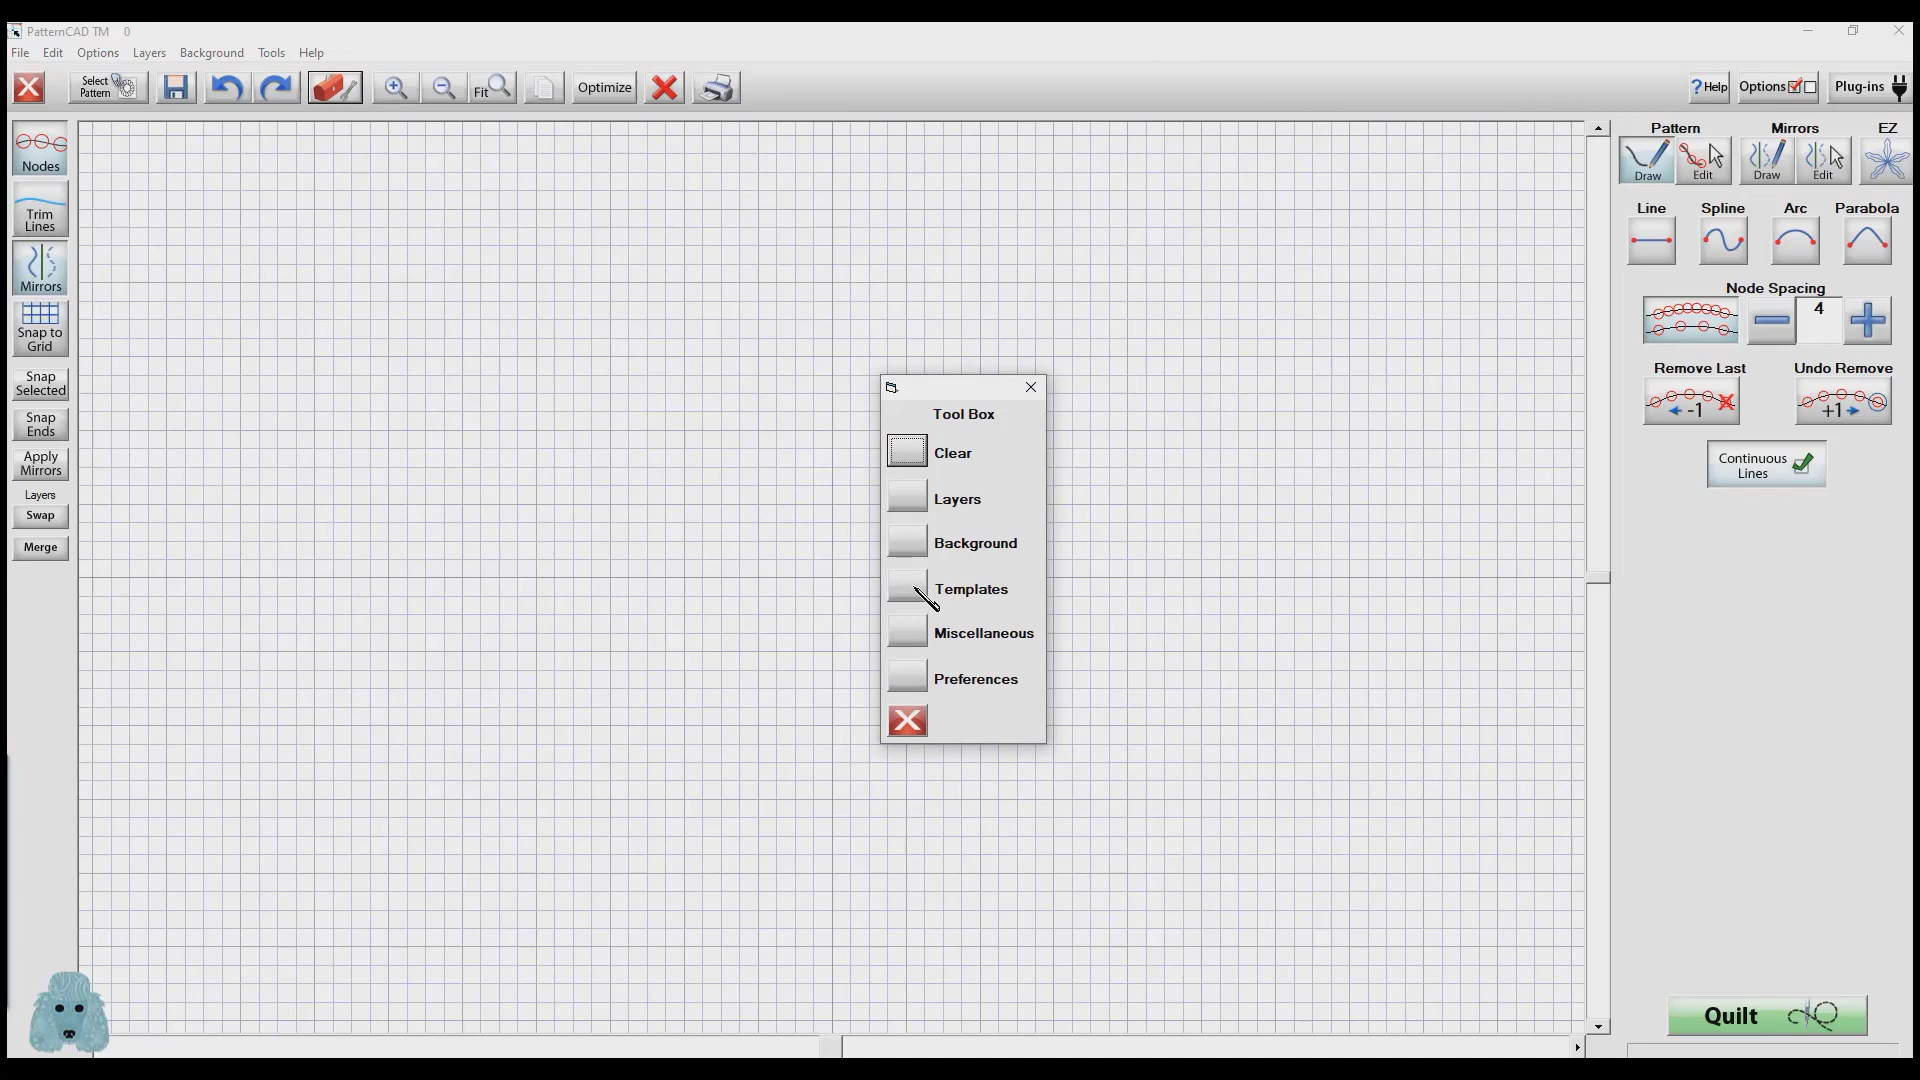 PatternCAD TM 0
File Edit Options Layers Background Tools Help
Select Pattern
Fit
Optimize
?Help
Options
Plug-ins
Nodes
Trim
Lines
Mirrors
Snap to
Grid
Snap
Selected
Snap
Ends
Apply
Mirrors
Layers
Swap
Merge
Tool Box
Clear
Layers
Background
Templates
Miscellaneous
Preferences
Pattern Mirrors EZ
Draw Edit Draw Edit
Line Spline Arc Parabola
Node Spacing
4
Remove Last Undo Remove
-1 +1
Continuous
Lines
Quilt